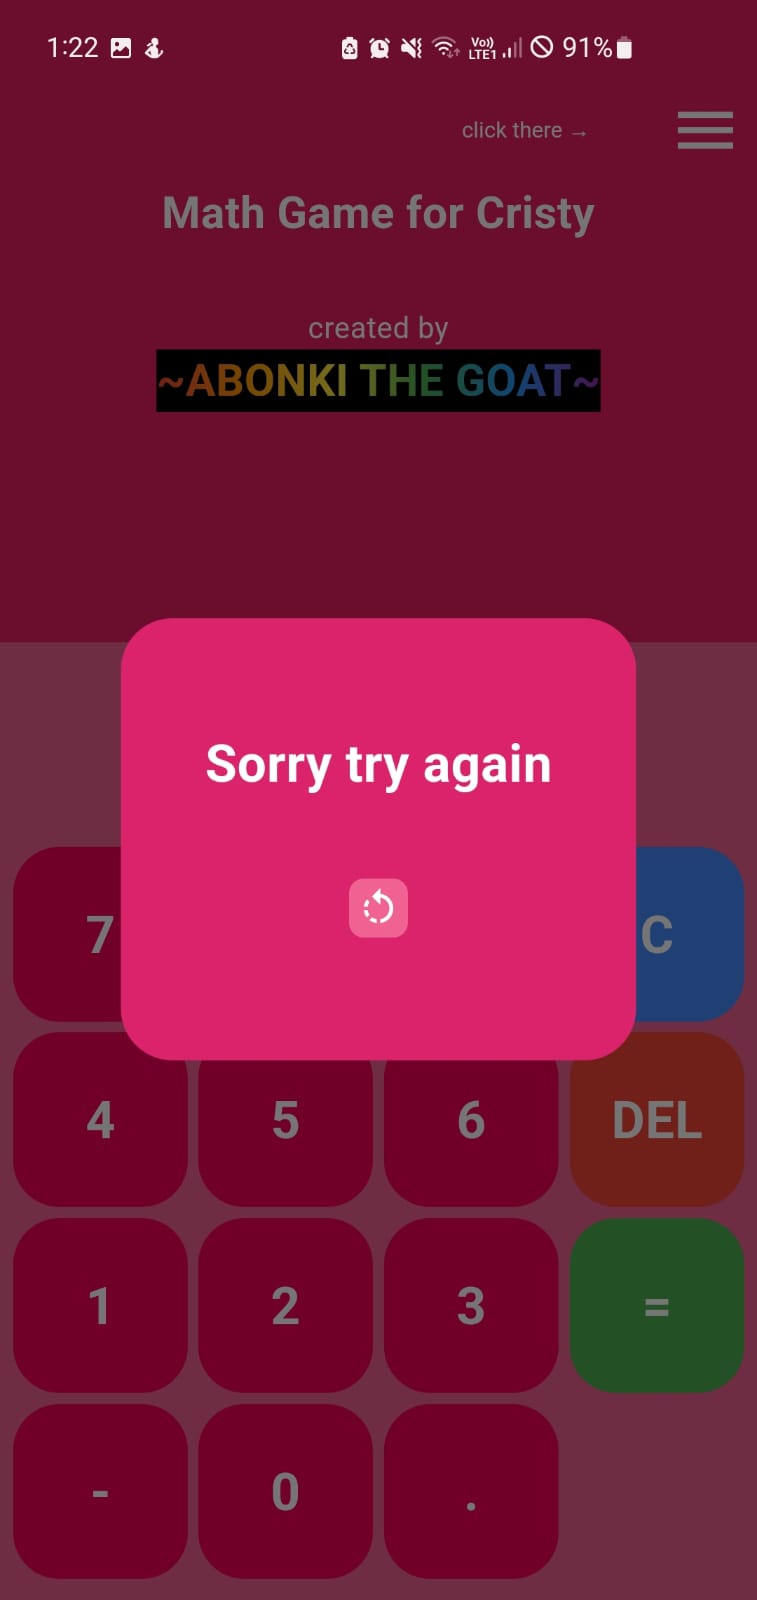 1:22 Vo)) LTE1 91%
click there →
Math Game for Cristy
created by
~ABONKI THE GOAT~
Sorry try again
7 C
4 5 6 DEL
1 2 3 =
- 0 .